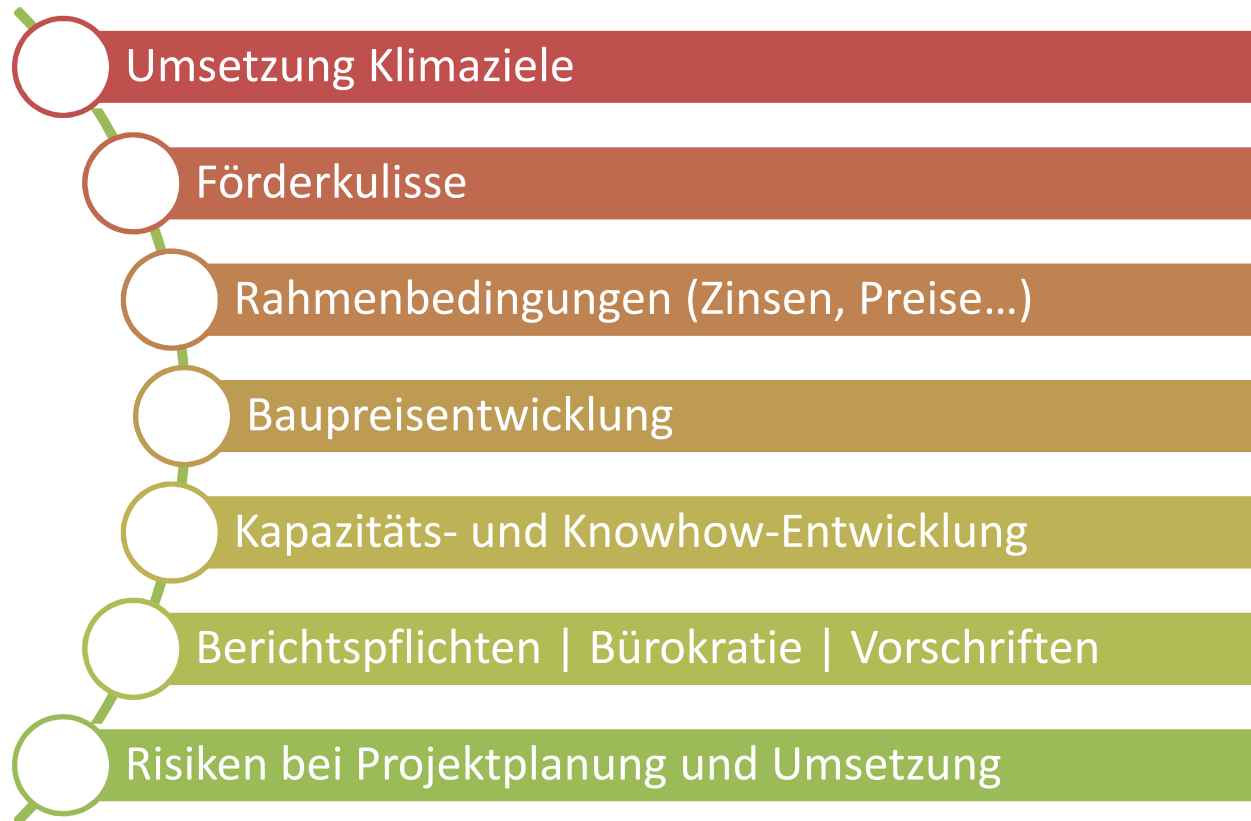 Umsetzung Klimaziele
Förderkulisse
Rahmenbedingungen (Zinsen, Preise…)
Baupreisentwicklung
Kapazitäts- und Knowhow-Entwicklung
Berichtspflichten | Bürokratie | Vorschriften
Risiken bei Projektplanung und Umsetzung